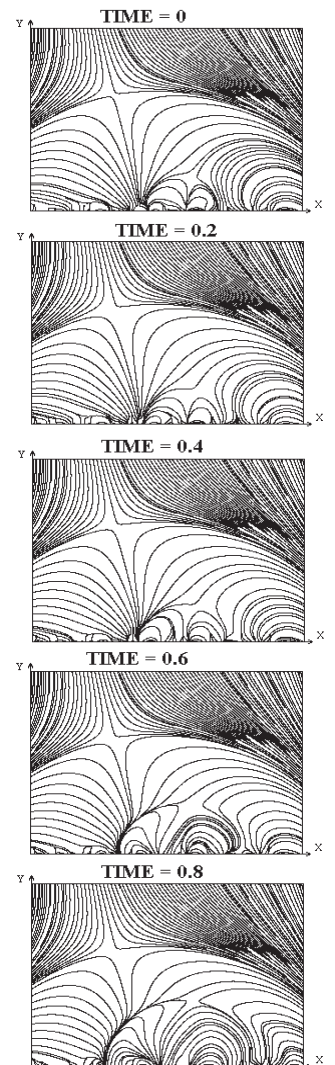 TIME = 0
Y
X
TIME = 0.2
Y
X
TIME = 0.4
Y
X
TIME = 0.6
Y
X
TIME = 0.8
Y
X